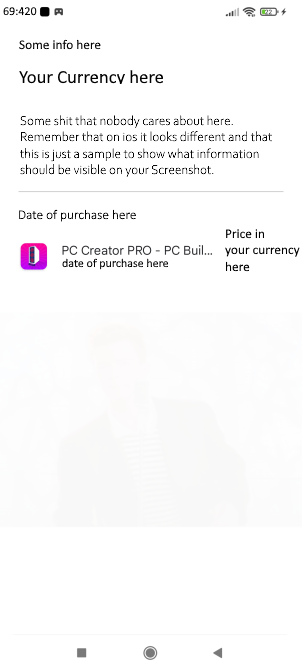 69:420
22
Some info here
Your Currency here
Some shit that nobody cares about here.
Remember that on ios it looks different and that
this is just a sample to show what information
should be visible on your Screenshot.
Date of purchase here
PC Creator PRO - PC Buil...
date of purchase here
Price in
your currency
here